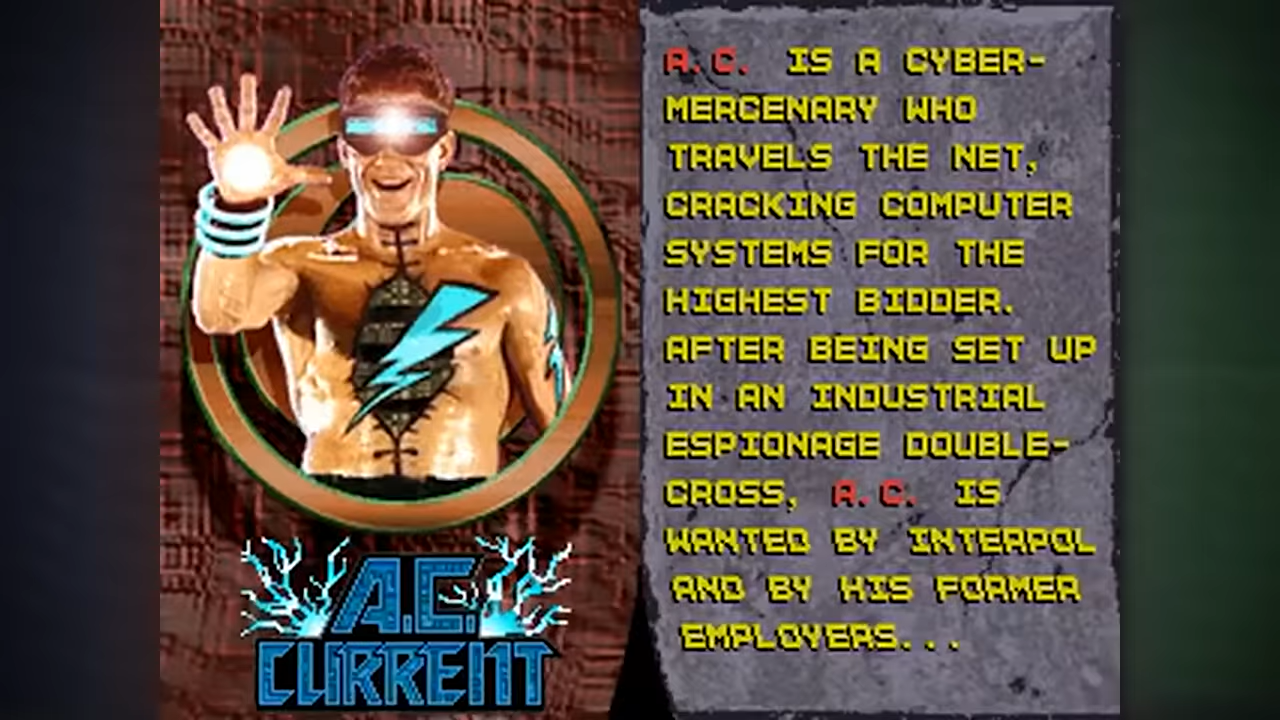 A.C.
CURRENT
A.C. IS A CYBER-
MERCENARY WHO
TRAVELS THE NET,
CRACKING COMPUTER
SYSTEMS FOR THE
HIGHEST BIDDER.
AFTER BEING SET UP
IN AN INDUSTRIAL
ESPIONAGE DOUBLE-
CROSS, A.C. IS
WANTED BY INTERPOL
AND BY HIS FORMER
EMPLOYERS...